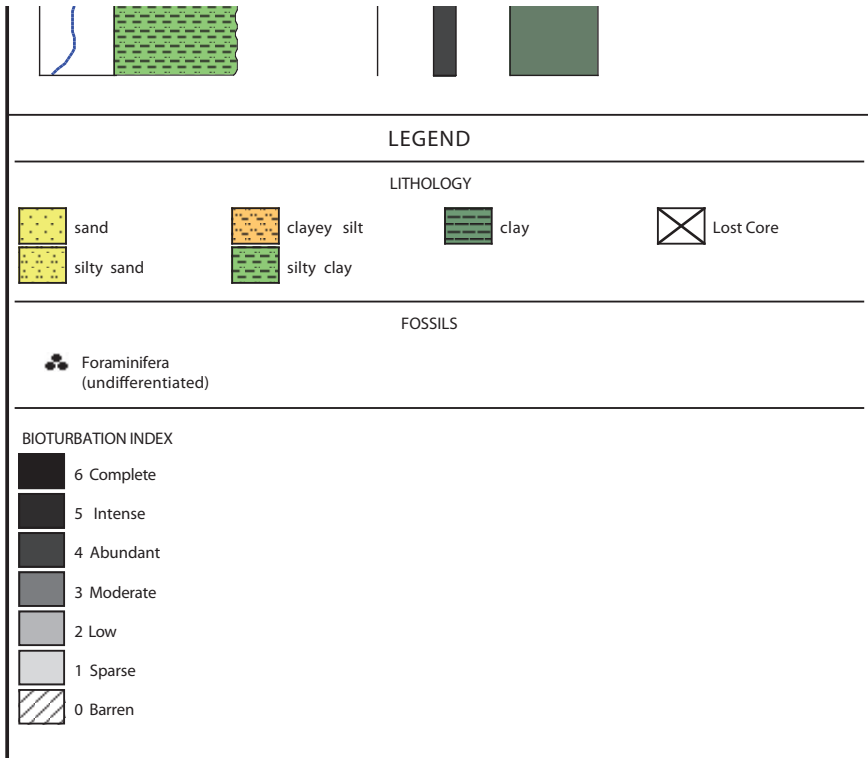 LEGEND
LITHOLOGY
sand
clayey silt
clay
Lost Core
silty sand
silty clay
FOSSILS
Foraminifera
(undifferentiated)
BIOTURBATION INDEX
6 Complete
5 Intense
4 Abundant
3 Moderate
2 Low
1 Sparse
0 Barren